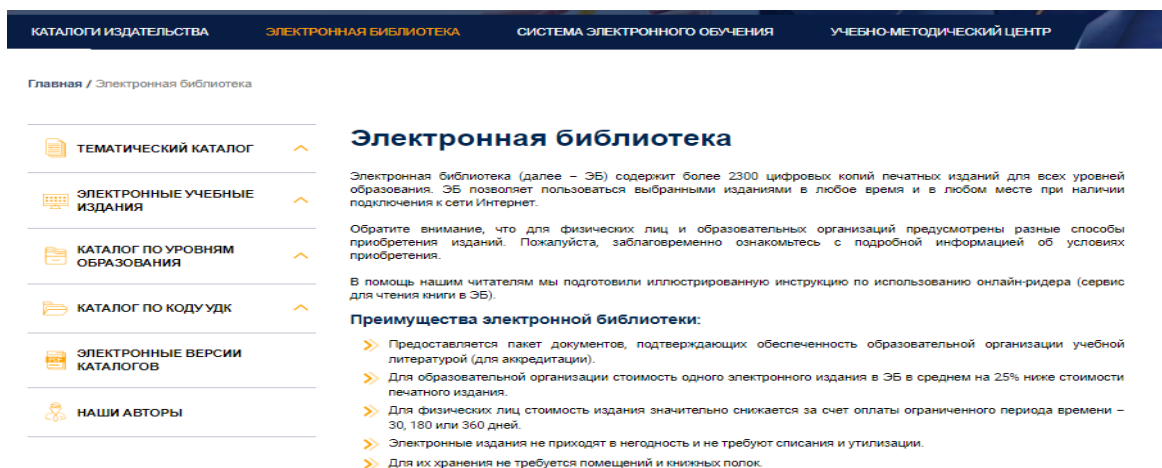 КАТАЛОГИ ИЗДАТЕЛЬСТВА ЭЛЕКТРОННАЯ БИБЛИОТЕКА СИСТЕМА ЭЛЕКТРОННОГО ОБУЧЕНИЯ УЧЕБНО-МЕТОДИЧЕСКИЙ ЦЕНТР
Главная / Электронная библиотека
ТЕМАТИЧЕСКИЙ КАТАЛОГ
ЭЛЕКТРОННЫЕ УЧЕБНЫЕ
ИЗДАНИЯ
КАТАЛОГ ПО УРОВНЯМ
ОБРАЗОВАНИЯ
КАТАЛОГ ПО КОДУ УДК
ЭЛЕКТРОННЫЕ ВЕРСИИ
КАТАЛОГОВ
НАШИ АВТОРЫ
Электронная библиотека
Электронная библиотека (далее – ЭБ) содержит более 2300 цифровых копий печатных изданий для всех уровней
образования. ЭБ позволяет пользоваться выбранными изданиями в любое время и в любом месте при наличии
подключения к сети Интернет.
Обратите внимание, что для физических лиц и образовательных организаций предусмотрены разные способы
приобретения изданий. Пожалуйста, заблаговременно ознакомьтесь с подробной информацией об условиях
приобретения.
В помощь нашим читателям мы подготовили иллюстрированную инструкцию по использованию онлайн-ридера (сервис
для чтения книги в ЭБ).
Преимущества электронной библиотеки:
Предоставляется пакет документов, подтверждающих обеспеченность образовательной организации учебной
литературой (для аккредитации).
Для образовательной организации стоимость одного электронного издания в ЭБ в среднем на 25% ниже стоимости
печатного издания.
Для физических лиц стоимость издания значительно снижается за счет оплаты ограниченного периода времени –
30, 180 или 360 дней.
Электронные издания не приходят в негодность и не требуют списания и утилизации.
Для их хранения не требуется помещений и книжных полок.